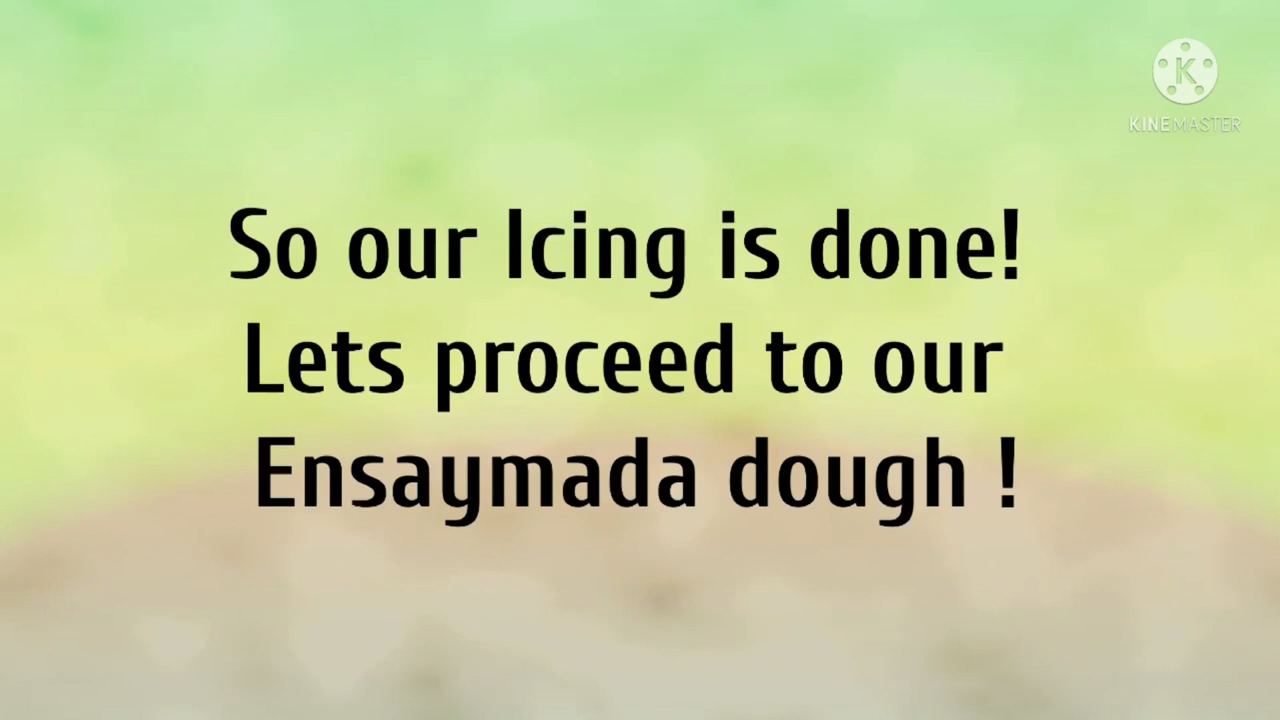 KINEMASTER
So our Icing is done!
Lets proceed to our
Ensaymada dough !